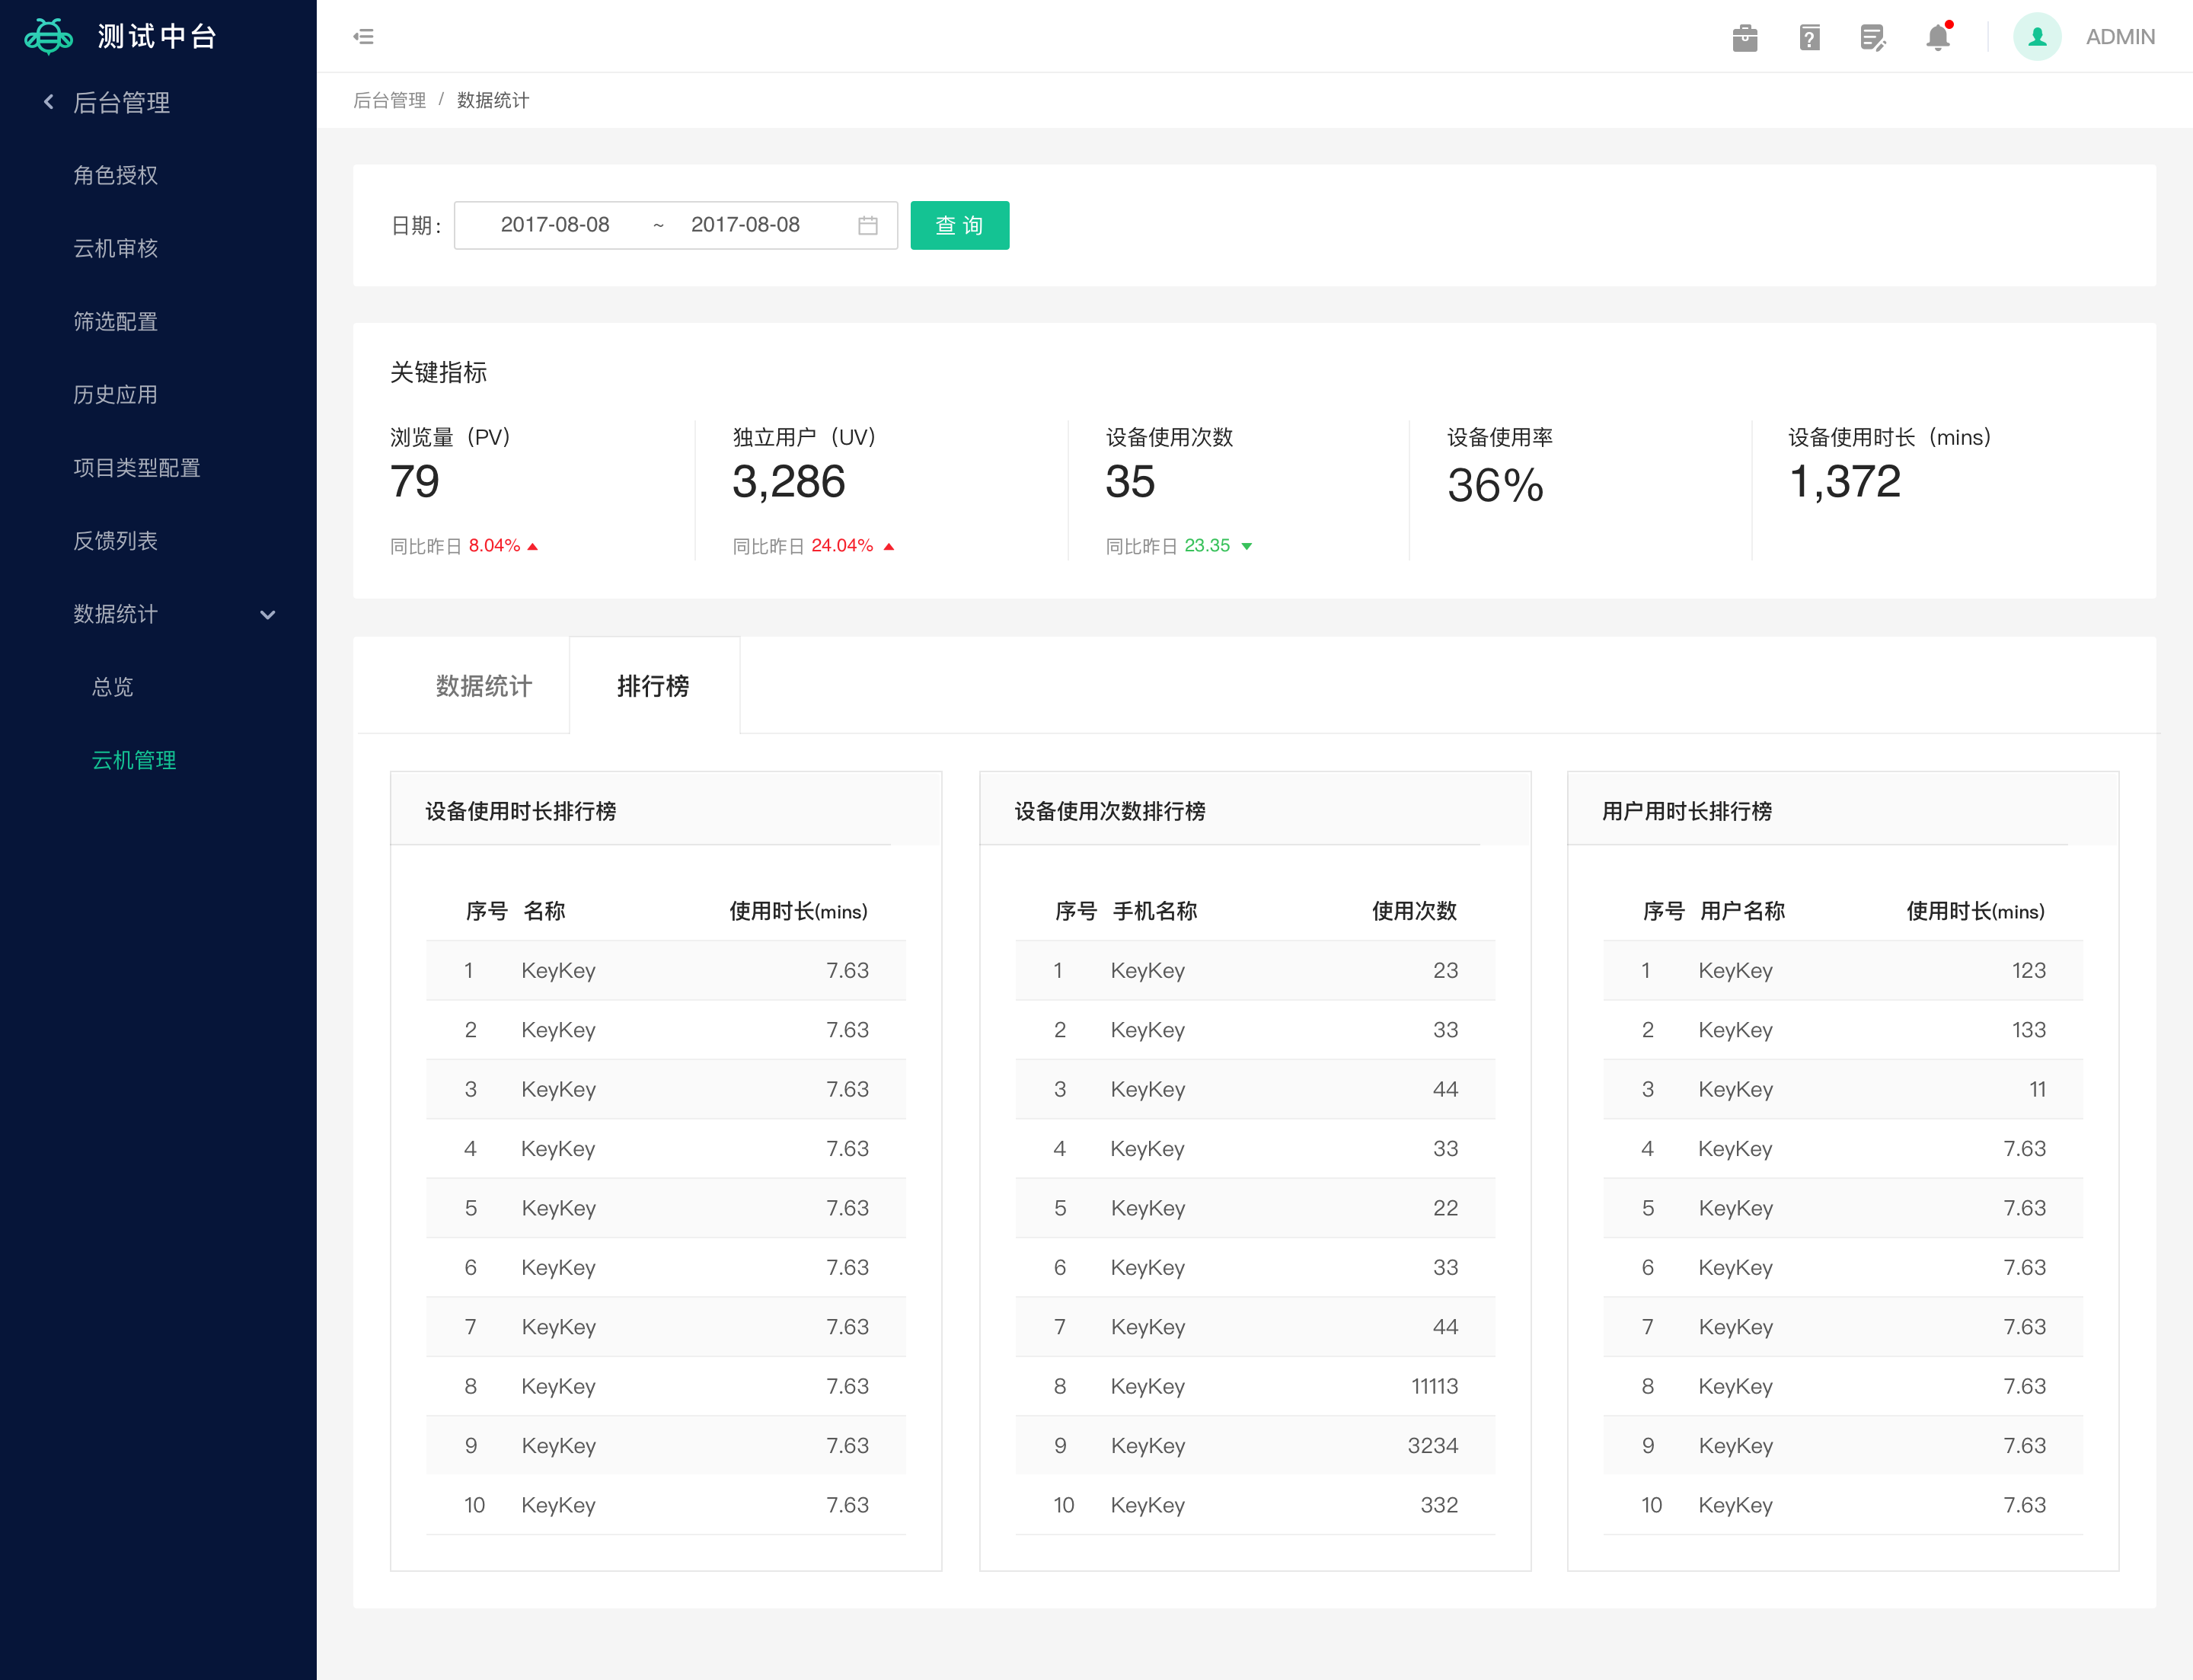 测试中台
后台管理
角色授权
云机审核
筛选配置
历史应用
项目类型配置
反馈列表
数据统计
总览
云机管理
ADMIN
后台管理 / 数据统计
日期: 2017-08-08 ~ 2017-08-08 查 询
关键指标
浏览量（PV） 独立用户（UV） 设备使用次数 设备使用率 设备使用时长（mins）
79 3,286 35 36% 1,372
同比昨日 8.04% 同比昨日 24.04% 同比昨日 23.35
数据统计 排行榜
设备使用时长排行榜
序号 名称 使用时长(mins)
1 KeyKey 7.63
2 KeyKey 7.63
3 KeyKey 7.63
4 KeyKey 7.63
5 KeyKey 7.63
6 KeyKey 7.63
7 KeyKey 7.63
8 KeyKey 7.63
9 KeyKey 7.63
10 KeyKey 7.63
设备使用次数排行榜
序号 手机名称 使用次数
1 KeyKey 23
2 KeyKey 33
3 KeyKey 44
4 KeyKey 33
5 KeyKey 22
6 KeyKey 33
7 KeyKey 44
8 KeyKey 11113
9 KeyKey 3234
10 KeyKey 332
用户用时长排行榜
序号 用户名称 使用时长(mins)
1 KeyKey 123
2 KeyKey 133
3 KeyKey 11
4 KeyKey 7.63
5 KeyKey 7.63
6 KeyKey 7.63
7 KeyKey 7.63
8 KeyKey 7.63
9 KeyKey 7.63
10 KeyKey 7.63